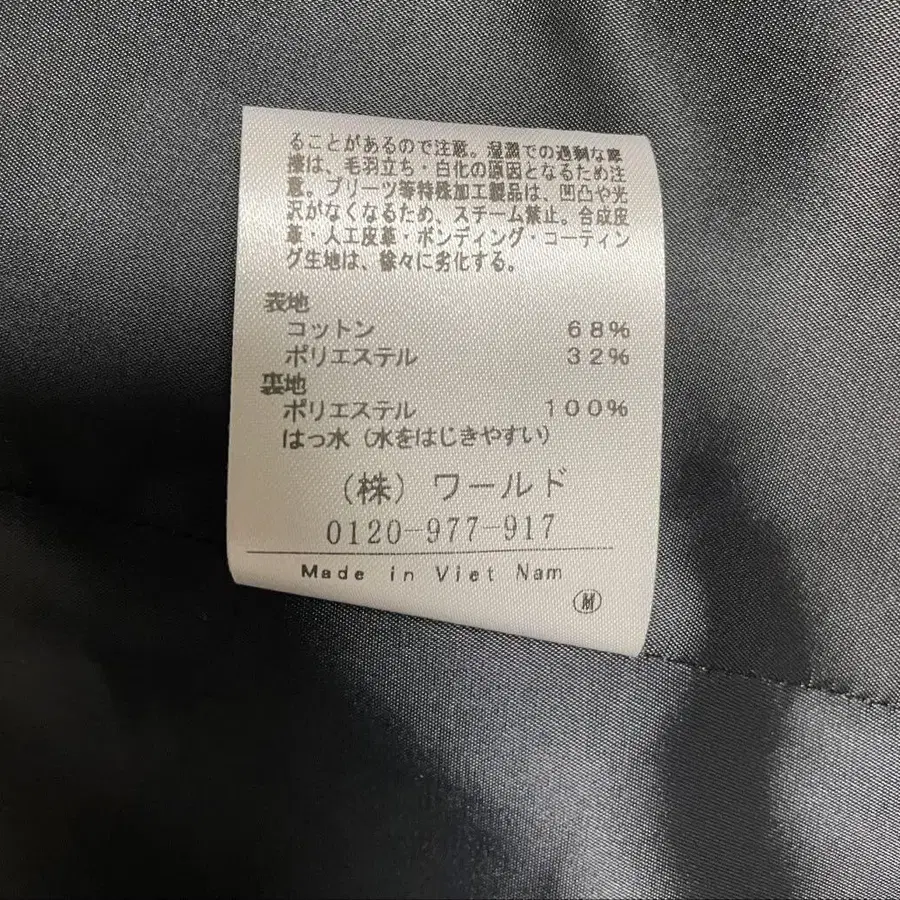 ることがあるので注意。湿潤での過剰な摩
擦は、毛羽立ち・白化の原因となるため注
意。プリーツ等特殊加工製品は、凹凸や光
沢がなくなるため、スチーム禁止。合成皮
革・人工皮革・ボンディング・コーティン
グ生地は、徐々に劣化する。
表地
コットン 68%
ポリエステル 32%
裏地
ポリエステル 100%
はっ水（水をはじきやすい）
（株）ワールド
0120-977-917
Made in Viet Nam
M